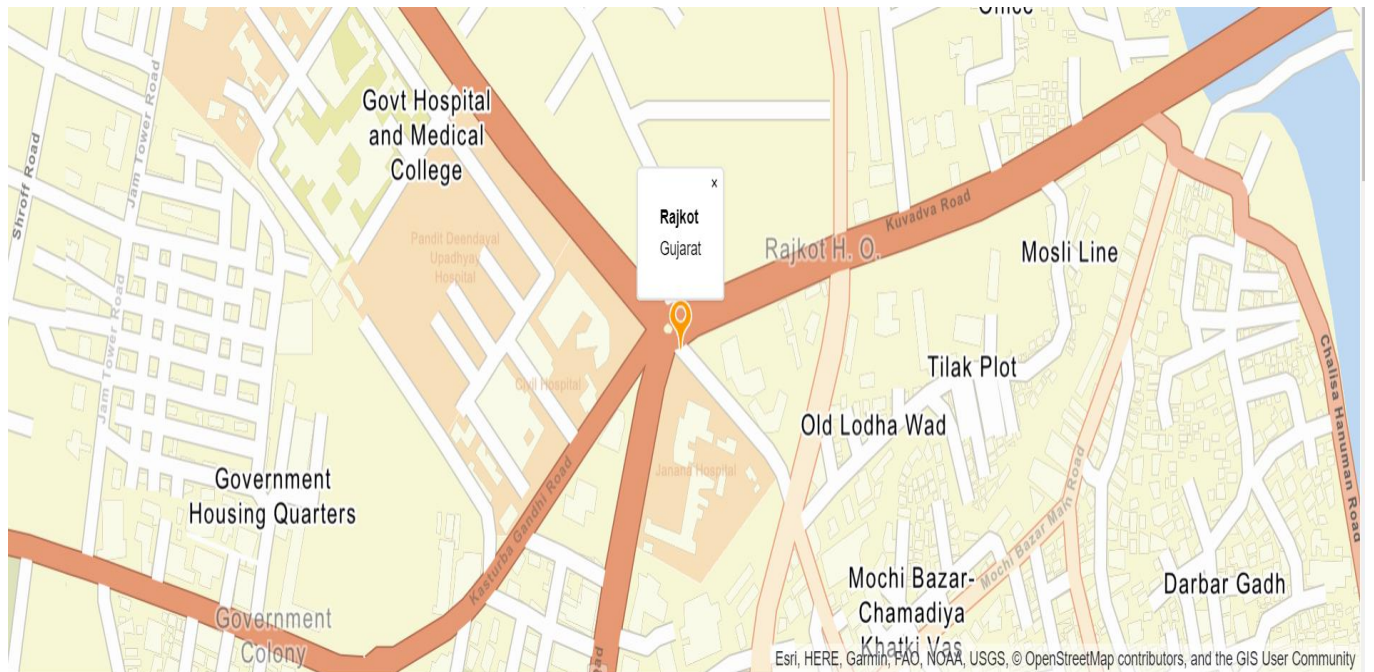 Office
Govt Hospital
and Medical
College
Jam Tower Road
Shroff Road
×
Rajkot
Gujarat
Kuvadva Road
Rajkot H. O.
Mosli Line
Pandit Deendayal
Upadhyay
Hospital
Jam Tower Road
Civil Hospital
Tilak Plot
Chalisa Hanuman Road
Old Lodha Wad
Janana Hospital
Government
Housing Quarters
Kasturba Gandhi Road
Mochi Bazar Main Road
Mochi Bazar-
Chamadiya
Khatki Vas
Darbar Gadh
Government
Colony
Esri, HERE, Garmin, FAO, NOAA, USGS, © OpenStreetMap contributors, and the GIS User Community